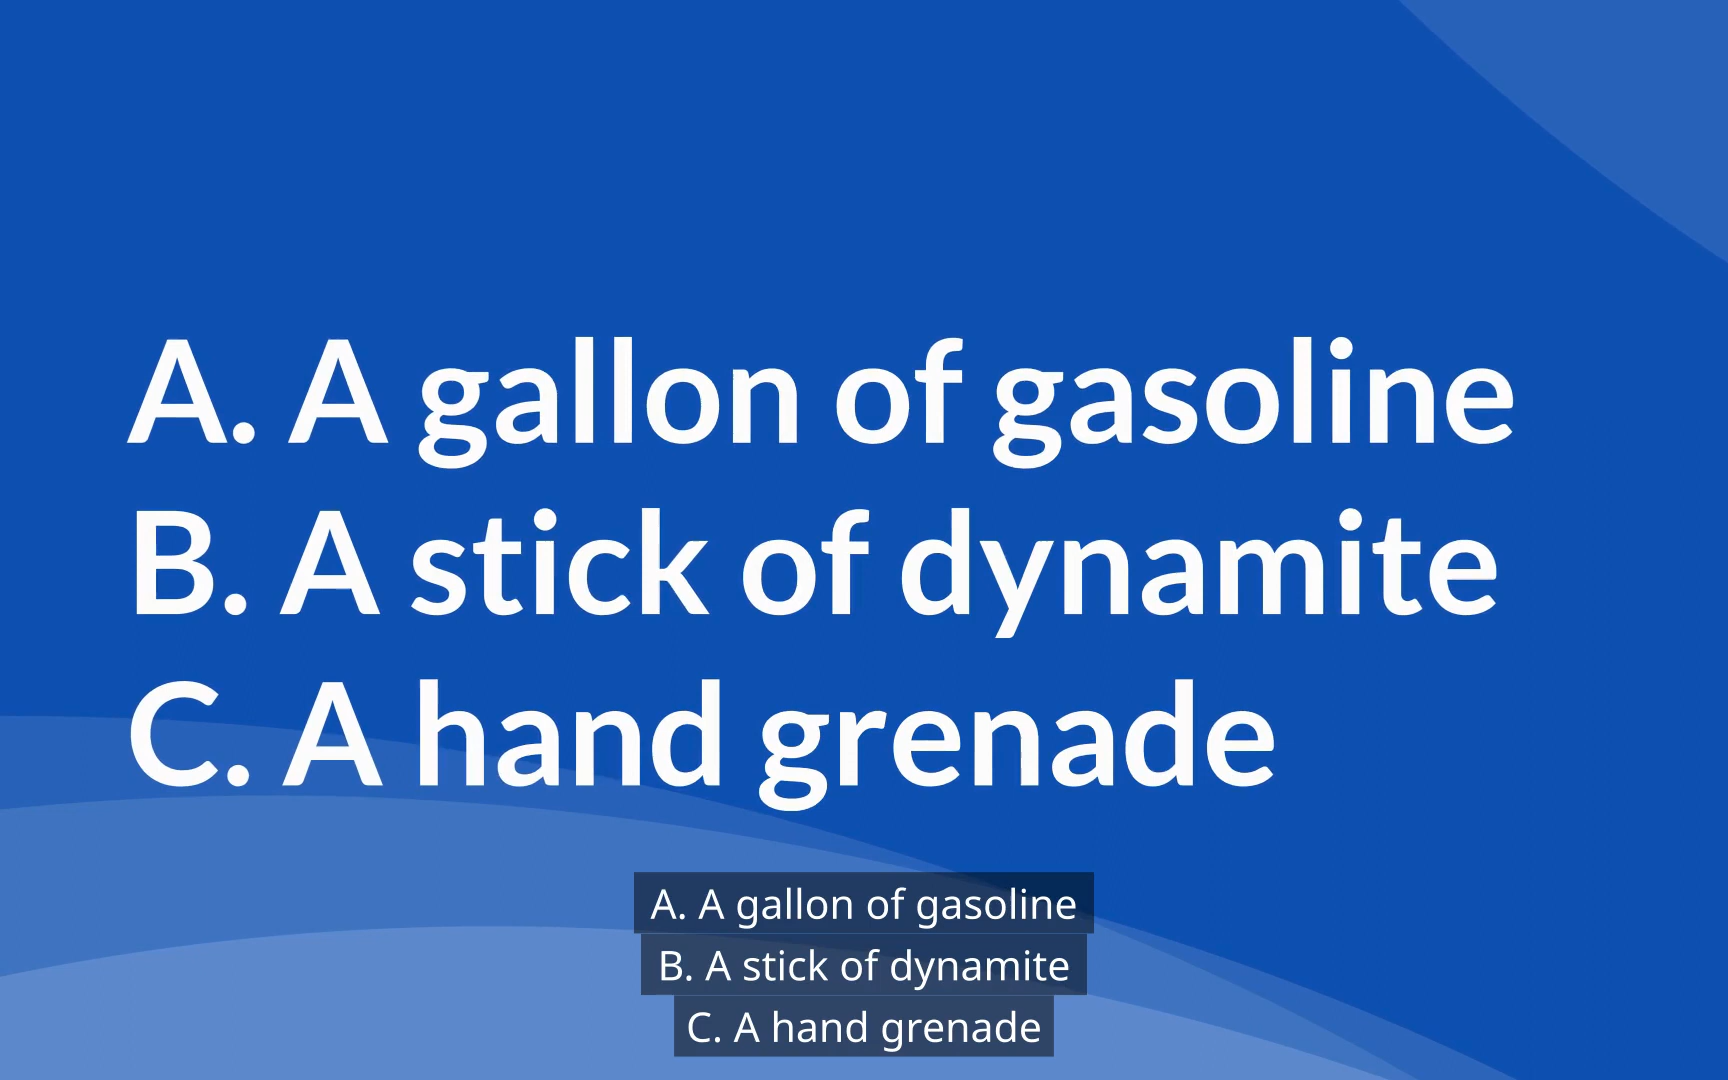 A. A gallon of gasoline
B. A stick of dynamite
C. A hand grenade
A. A gallon of gasoline
B. A stick of dynamite
C. A hand grenade